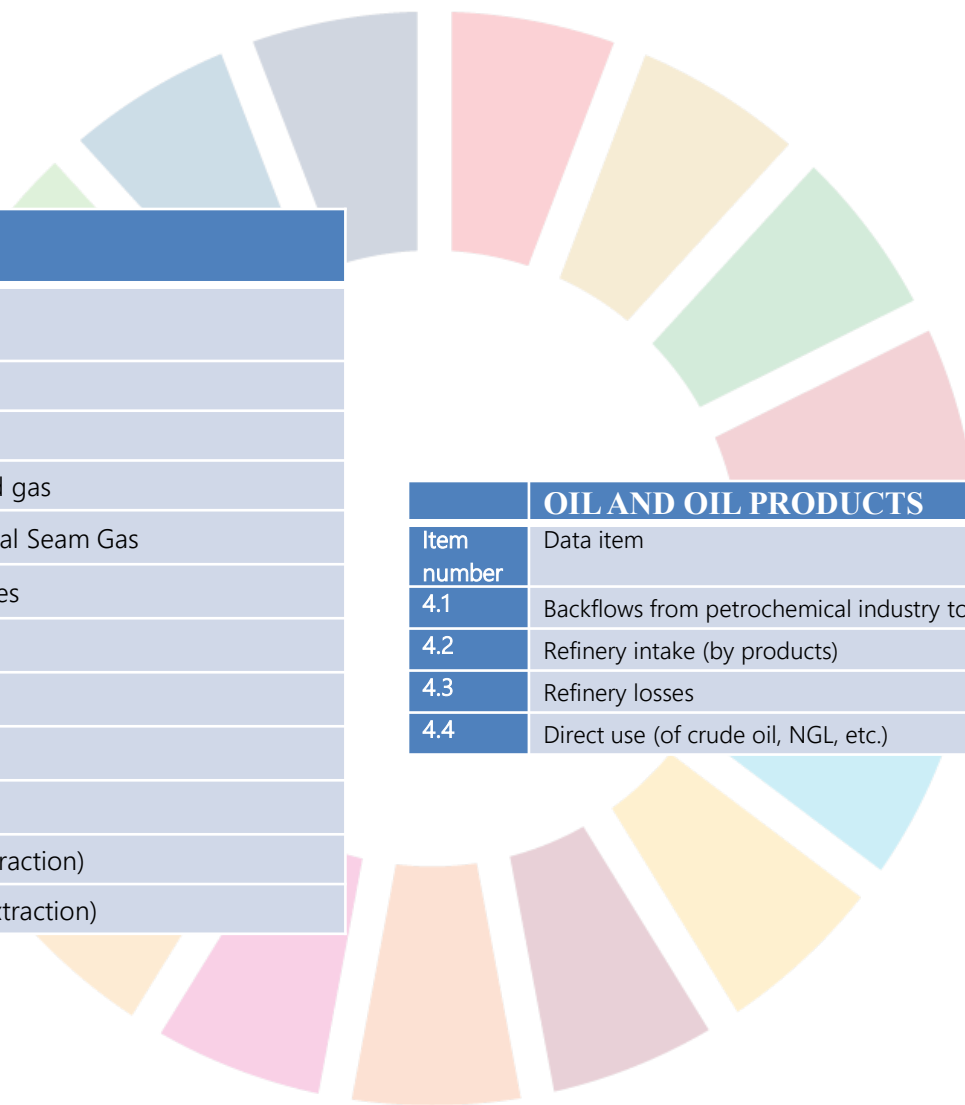 gas
al Seam Gas
es
raction)
traction)
OIL AND OIL PRODUCTS
Item number
Data item
4.1 Backflows from petrochemical industry to
4.2 Refinery intake (by products)
4.3 Refinery losses
4.4 Direct use (of crude oil, NGL, etc.)